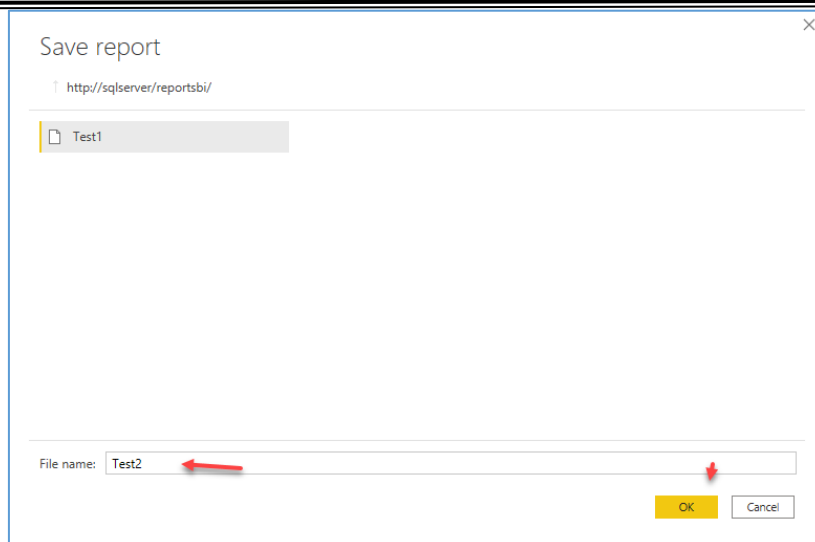 Save report
http://sqlserver/reportsbi/
Test1
File name: Test2
OK Cancel